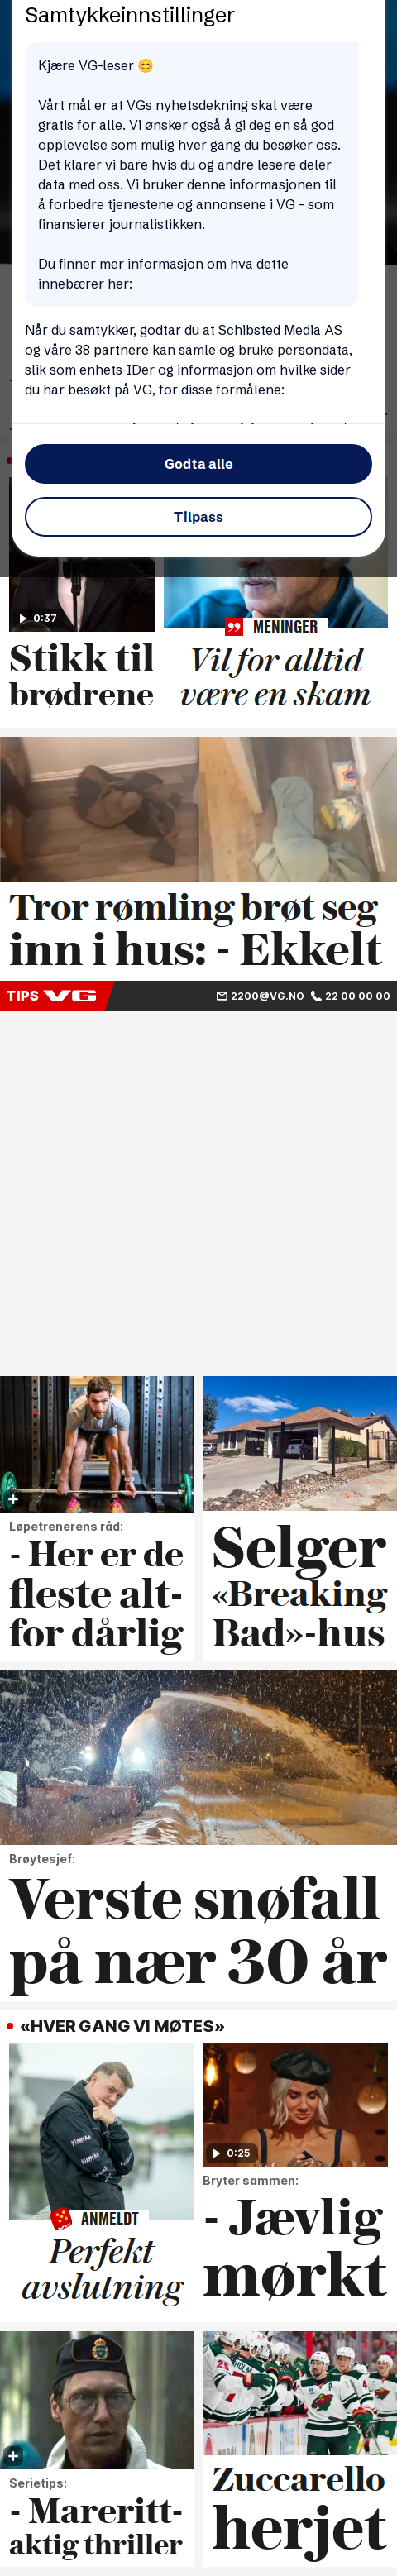 Samtykkeinnstillinger
Kjære VG-leser 😊
Vårt mål er at VGs nyhetsdekning skal være
gratis for alle. Vi ønsker også å gi deg en så god
opplevelse som mulig hver gang du besøker oss.
Det klarer vi bare hvis du og andre lesere deler
data med oss. Vi bruker denne informasjonen til
å forbedre tjenestene og annonsene i VG - som
finansierer journalistikken.
Du finner mer informasjon om hva dette
innebærer her:
Når du samtykker, godtar du at Schibsted Media AS
og våre 38 partnere kan samle og bruke persondata,
slik som enhets-IDer og informasjon om hvilke sider
du har besøkt på VG, for disse formålene:
Godta alle
Tilpass
0:37
Stikk til
brødrene
MENINGER
Vil for alltid
være en skam
Tror rømling brøt seg
inn i hus: - Ekkelt
TIPS VG 2200@VG.NO 22 00 00 00
Løpetrenerens råd:
- Her er de
fleste alt-
for dårlig
Selger
«Breaking
Bad»-hus
Brøytesjef:
Verste snøfall
på nær 30 år
«HVER GANG VI MØTES»
ANMELDT
Perfekt
avslutning
0:25
Bryter sammen:
- Jævlig
mørkt
Serietips:
- Mareritt-
aktig thriller
Zuccarello
herjet